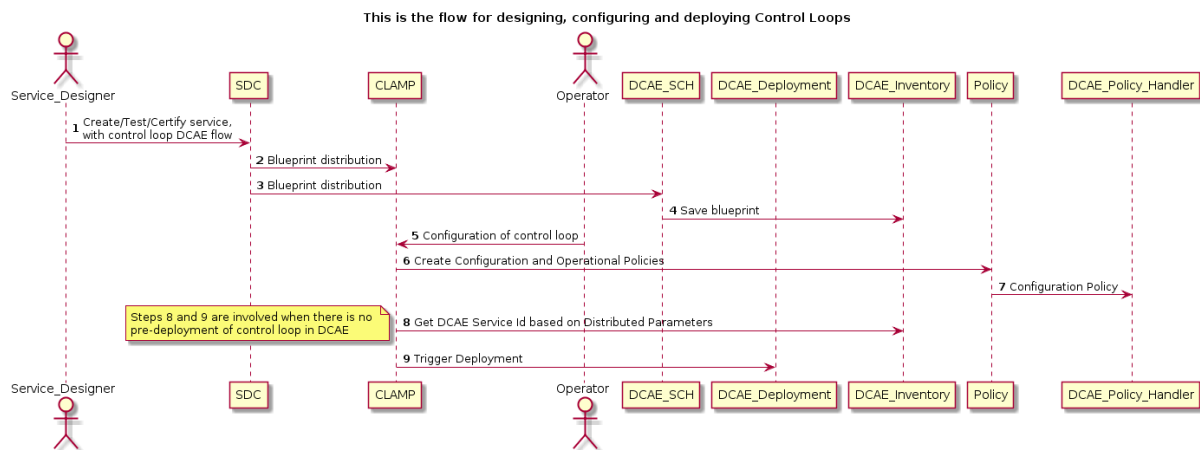 This is the flow for designing, configuring and deploying Control Loops
Service_Designer
SDC
CLAMP
Operator
DCAE_SCH
DCAE_Deployment
DCAE_Inventory
Policy
DCAE_Policy_Handler
1 Create/Test/Certify service,
with control loop DCAE flow
2 Blueprint distribution
3 Blueprint distribution
4 Save blueprint
5 Configuration of control loop
6 Create Configuration and Operational Policies
7 Configuration Policy
Steps 8 and 9 are involved when there is no
pre-deployment of control loop in DCAE
8 Get DCAE Service Id based on Distributed Parameters
9 Trigger Deployment
Service_Designer
SDC
CLAMP
Operator
DCAE_SCH
DCAE_Deployment
DCAE_Inventory
Policy
DCAE_Policy_Handler